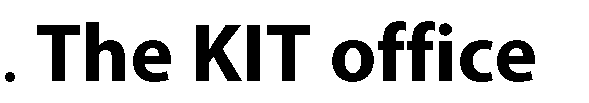 . The KIT office